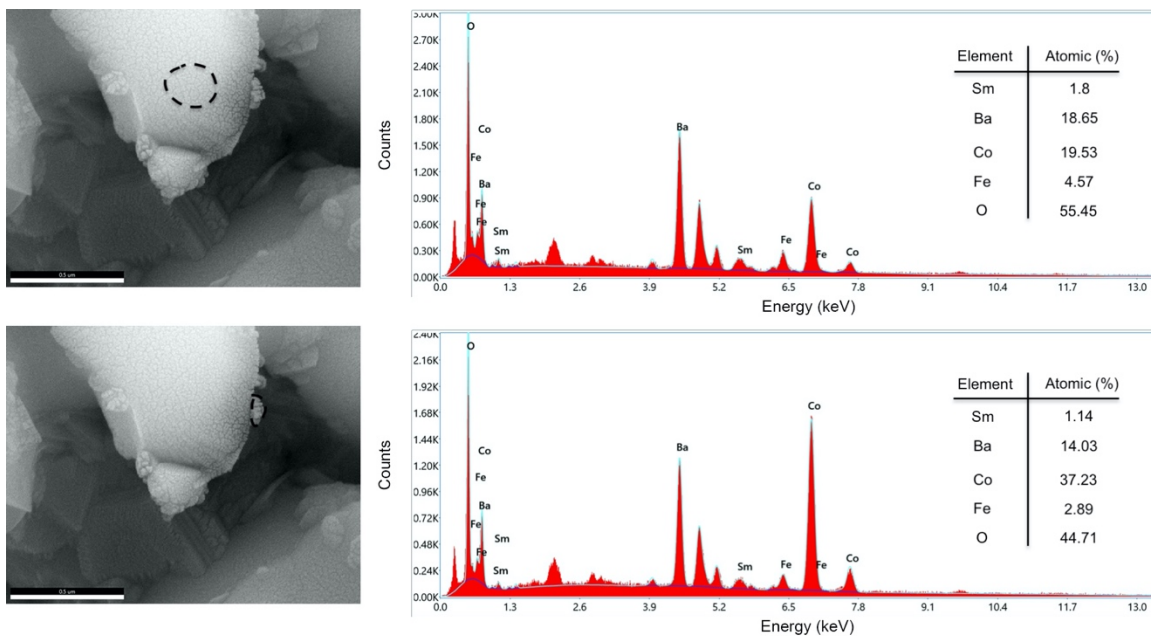 3.00K
O
2.70K
2.40K
2.10K
1.80K
1.50K
1.20K
0.90K
0.60K
0.30K
0.00K
Counts
Co
Fe
Ba
Fe
Fe
Sm
Sm
Ba
Sm
Fe
Co
Fe
Co
0.0 1.3 2.6 3.9 5.2 6.5 7.8 9.1 10.4 11.7 13.0
Energy (keV)
Element Atomic (%)
Sm 1.8
Ba 18.65
Co 19.53
Fe 4.57
O 55.45
0.5 um
2.40K
O
2.16K
1.92K
1.68K
1.44K
1.20K
0.96K
0.72K
0.48K
0.24K
0.00K
Counts
Co
Fe
Ba
Fe
Sm
Fe
Sm
Ba
Sm
Fe
Co
Fe
Co
0.0 1.3 2.6 3.9 5.2 6.5 7.8 9.1 10.4 11.7 13.0
Energy (keV)
Element Atomic (%)
Sm 1.14
Ba 14.03
Co 37.23
Fe 2.89
O 44.71
0.5 um